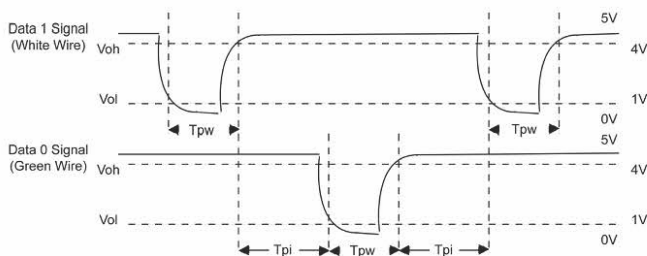 Data 1 Signal
(White Wire)
Voh
Vol
5V
4V
1V
0V
Tpw
Tpw
Data 0 Signal
(Green Wire)
Voh
Vol
5V
4V
1V
0V
Tpi
Tpw
Tpi